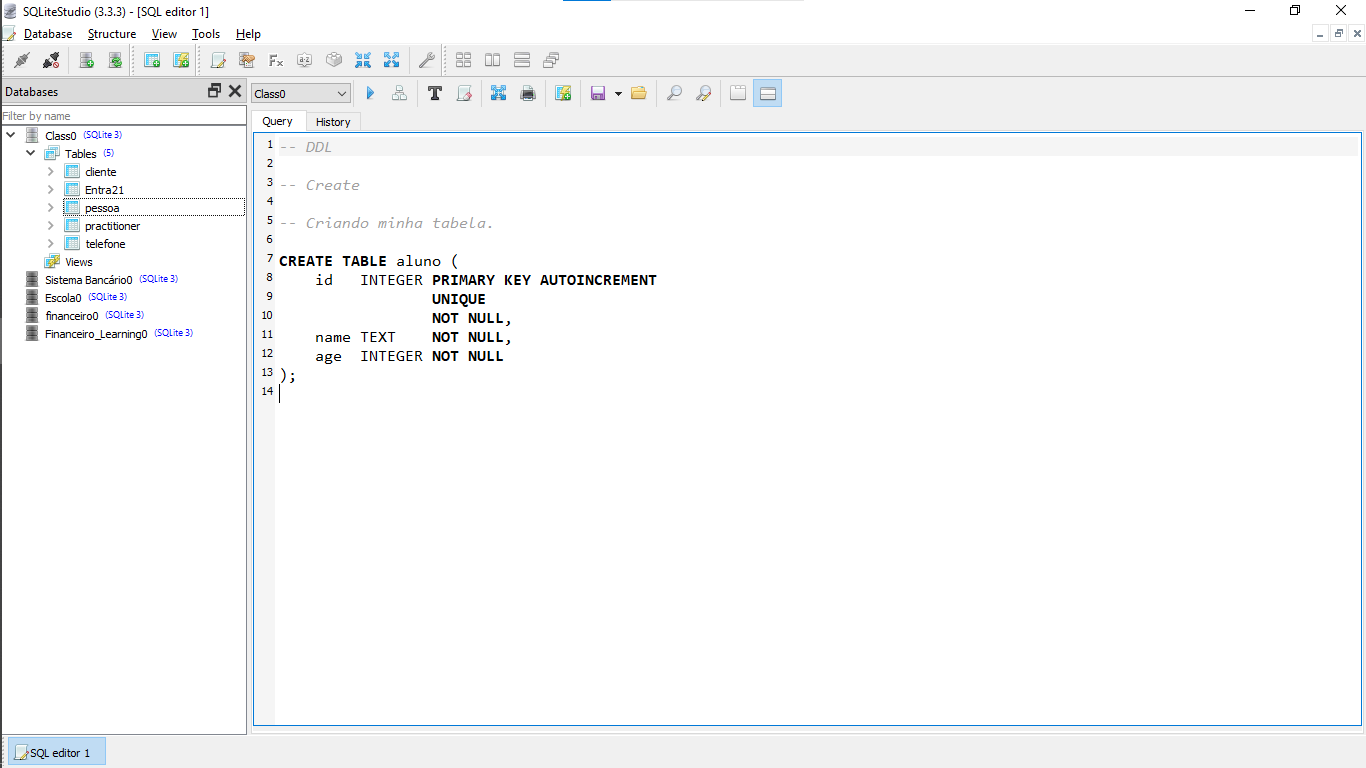 SQLiteStudio (3.3.3) - [SQL editor 1]
Database Structure View Tools Help
Databases
Class0
Filter by name
Query History
Class0 (SQLite 3)
Tables (5)
cliente
Entra21
pessoa
practitioner
telefone
Views
Sistema Bancário0 (SQLite 3)
Escola0 (SQLite 3)
financeiro0 (SQLite 3)
Financeiro_Learning0 (SQLite 3)
1 -- DDL
2
3 -- Create
4
5 -- Criando minha tabela.
6
7 CREATE TABLE aluno (
8 id INTEGER PRIMARY KEY AUTOINCREMENT
9 UNIQUE
10 NOT NULL,
11 name TEXT NOT NULL,
12 age INTEGER NOT NULL
13 );
14
SQL editor 1